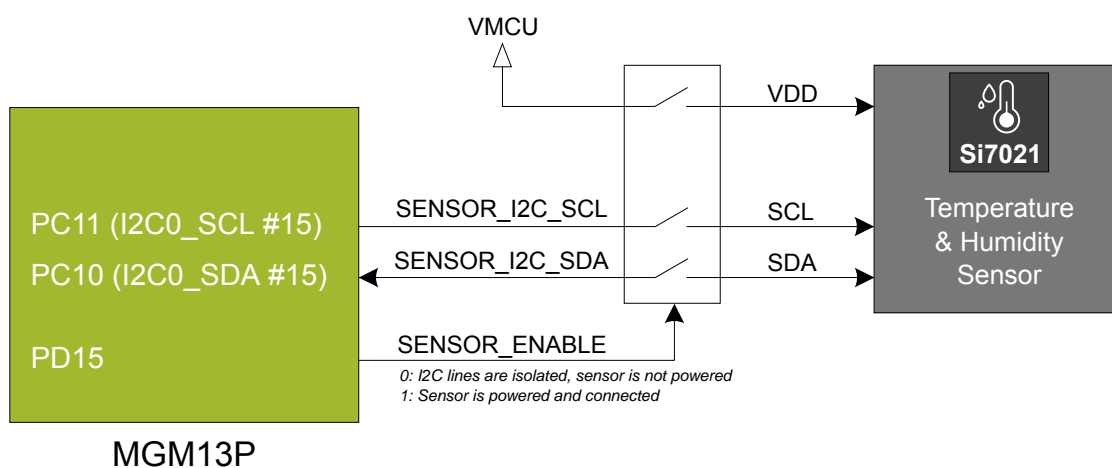 VMCU
VDD
Si7021
PC11 (I2C0_SCL #15)
SENSOR_I2C_SCL
SCL
Temperature
& Humidity
Sensor
PC10 (I2C0_SDA #15)
SENSOR_I2C_SDA
SDA
PD15
SENSOR_ENABLE
0: I2C lines are isolated, sensor is not powered
1: Sensor is powered and connected
MGM13P